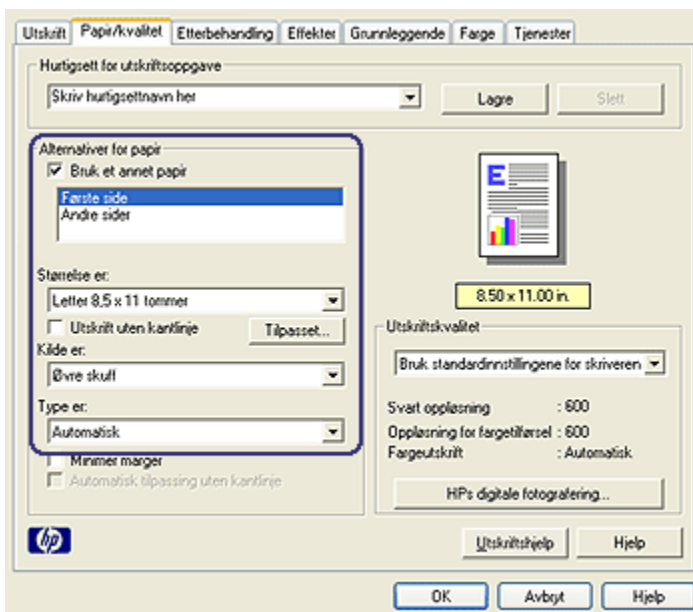 Utskrift Papir/kvalitet Etterbehandling Effekter Grunnleggende Farge Tjenester
Hurtigsett for utskriftsoppgave
Skriv hurtigsettnavn her
Lagre
Slett
Alternativer for papir
Bruk et annet papir
Første side
Andre sider
Størrelse er:
Letter 8,5 x 11 tommer
Utskrift uten kantlinje
Tilpasset...
Kilde er:
Øvre skuff
Type er:
Automatisk
Minimer marger
Automatisk tilpassing uten kantlinje
E
8.50 x 11.00 in.
Utskriftskvalitet
Bruk standardinnstillingene for skriveren
Svart oppløsning : 600
Oppløsning for fargetilførsel : 600
Fargeutskrift : Automatisk
HPs digitale fotografering...
hp
Utskriftshjelp
Hjelp
OK
Avbryt
Hjelp